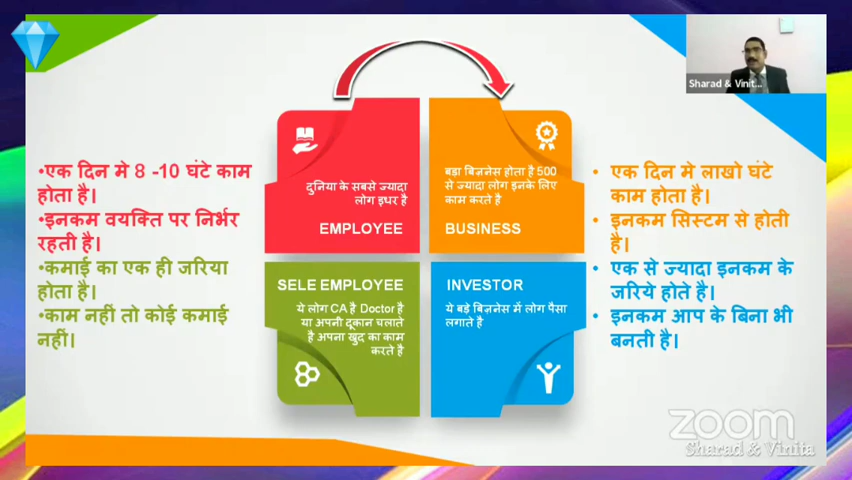 Sharad & Vinit...
•एक दिन मे 8 -10 घंटे काम
होता है।
•इनकम वयक्ति पर निर्भर
रहती है।
•कमाई का एक ही जरिया
होता है।
•काम नहीं तो कोई कमाई
नहीं।
दुनिया के सबसे ज्यादा
लोग इधर है
EMPLOYEE
बड़ा बिज़नेस होता है 500
से ज्यादा लोग इनके लिए
काम करते है
BUSINESS
SELE EMPLOYEE
ये लोग CA है Doctor है
या अपनी दूकान चलाते
है अपना खुद का काम
करते है
INVESTOR
ये बड़े बिज़नेस में लोग पैसा
लगाते है
• एक दिन मे लाखो घंटे
काम होता है।
• इनकम सिस्टम से होती
है।
• एक से ज्यादा इनकम के
जरिये होते है।
• इनकम आप के बिना भी
बनती है।
zoom
Sharad & Vinita